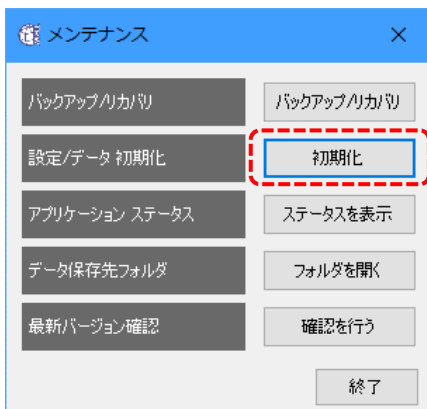 メンテナンス
バックアップ/リカバリ バックアップ/リカバリ
設定/データ 初期化 初期化
アプリケーション ステータス ステータスを表示
データ保存先フォルダ フォルダを開く
最新バージョン確認 確認を行う
終了